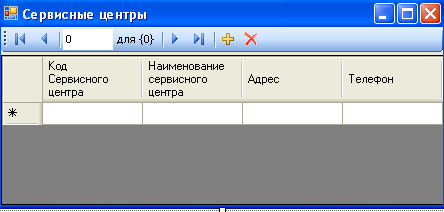 Сервисные центры
0 для {0}
Код Сервисного центра
Наименование сервисного центра
Адрес
Телефон